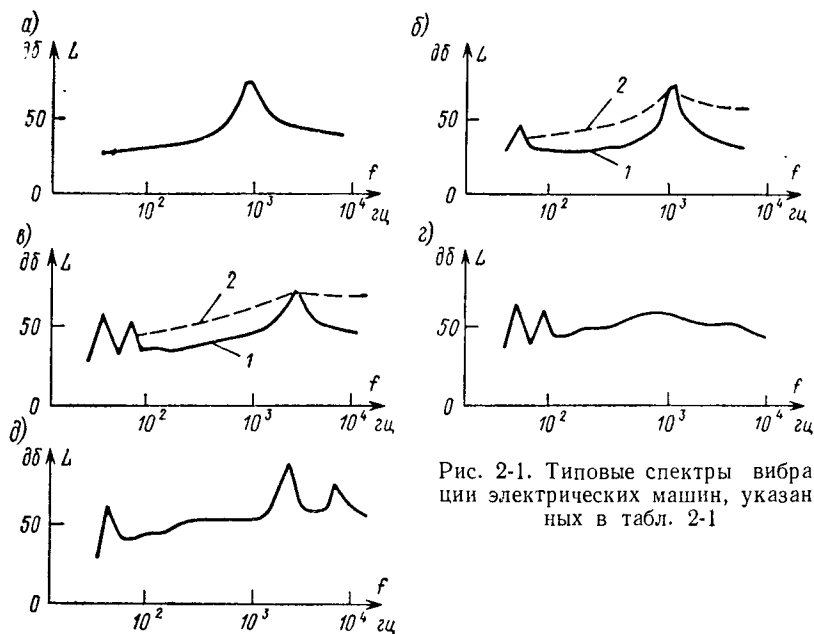 а)
дб L
50
0
10² 10³ 10⁴ гц
f
б)
дб L
50
0
2
1
10² 10³ 10⁴ гц
f
в)
дб L
50
0
2
1
10² 10³ 10⁴ гц
f
г)
дб L
50
0
10² 10³ 10⁴ гц
f
д)
дб L
50
0
10² 10³ 10⁴ гц
f
Рис. 2-1. Типовые спектры вибра
ции электрических машин, указан
ных в табл. 2-1